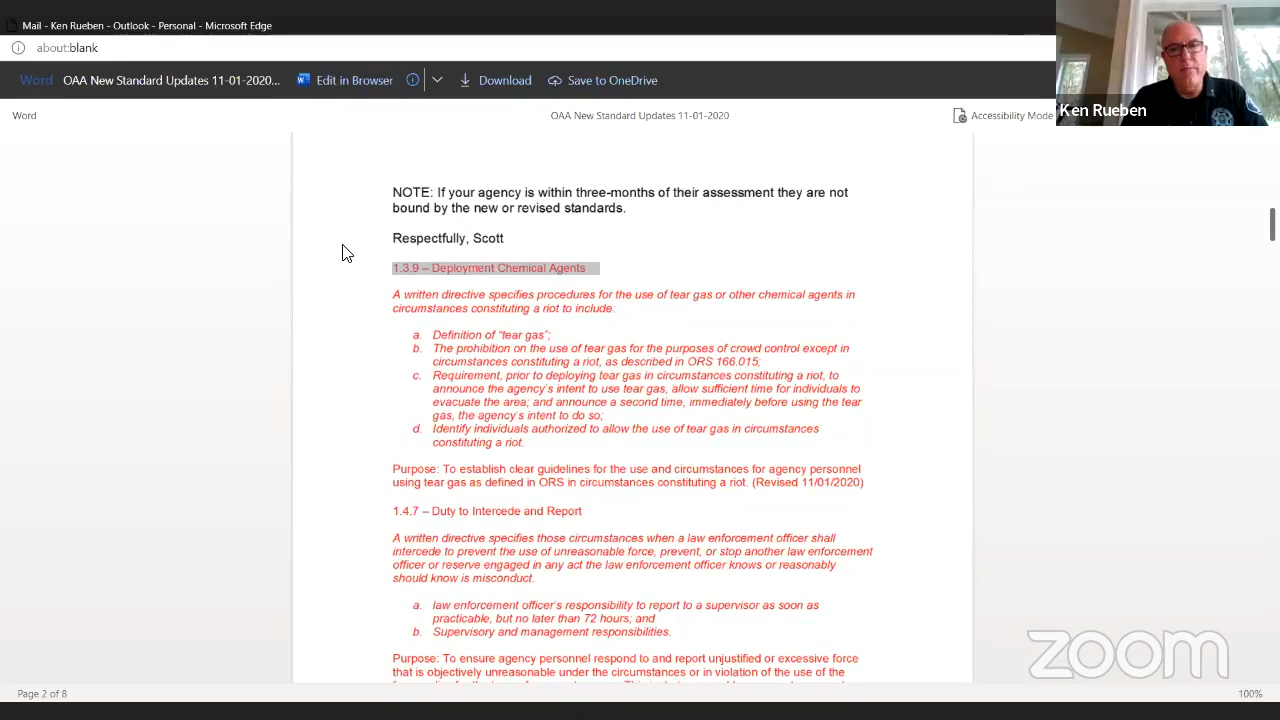 Mail - Ken Rueben - Outlook - Personal - Microsoft Edge
about:blank
Word OAA New Standard Updates 11-01-2020... Edit in Browser Download Save to OneDrive
Ken Rueben
Word OAA New Standard Updates 11-01-2020 Accessibility Mode
NOTE: If your agency is within three-months of their assessment they are not
bound by the new or revised standards.
Respectfully, Scott
1.3.9 – Deployment Chemical Agents
A written directive specifies procedures for the use of tear gas or other chemical agents in
circumstances constituting a riot to include:
a. Definition of “tear gas”;
b. The prohibition on the use of tear gas for the purposes of crowd control except in
circumstances constituting a riot, as described in ORS 166.015;
c. Requirement, prior to deploying tear gas in circumstances constituting a riot, to
announce the agency’s intent to use tear gas, allow sufficient time for individuals to
evacuate the area; and announce a second time, immediately before using the tear
gas, the agency’s intent to do so;
d. Identify individuals authorized to allow the use of tear gas in circumstances
constituting a riot.
Purpose: To establish clear guidelines for the use and circumstances for agency personnel
using tear gas as defined in ORS in circumstances constituting a riot. (Revised 11/01/2020)
1.4.7 – Duty to Intercede and Report
A written directive specifies those circumstances when a law enforcement officer shall
intercede to prevent the use of unreasonable force, prevent, or stop another law enforcement
officer or reserve engaged in any act the law enforcement officer knows or reasonably
should know is misconduct.
a. law enforcement officer’s responsibility to report to a supervisor as soon as
practicable, but no later than 72 hours; and
b. Supervisory and management responsibilities.
Purpose: To ensure agency personnel respond to and report unjustified or excessive force
that is objectively unreasonable under the circumstances or in violation of the use of the
zoom
Page 2 of 8 100%